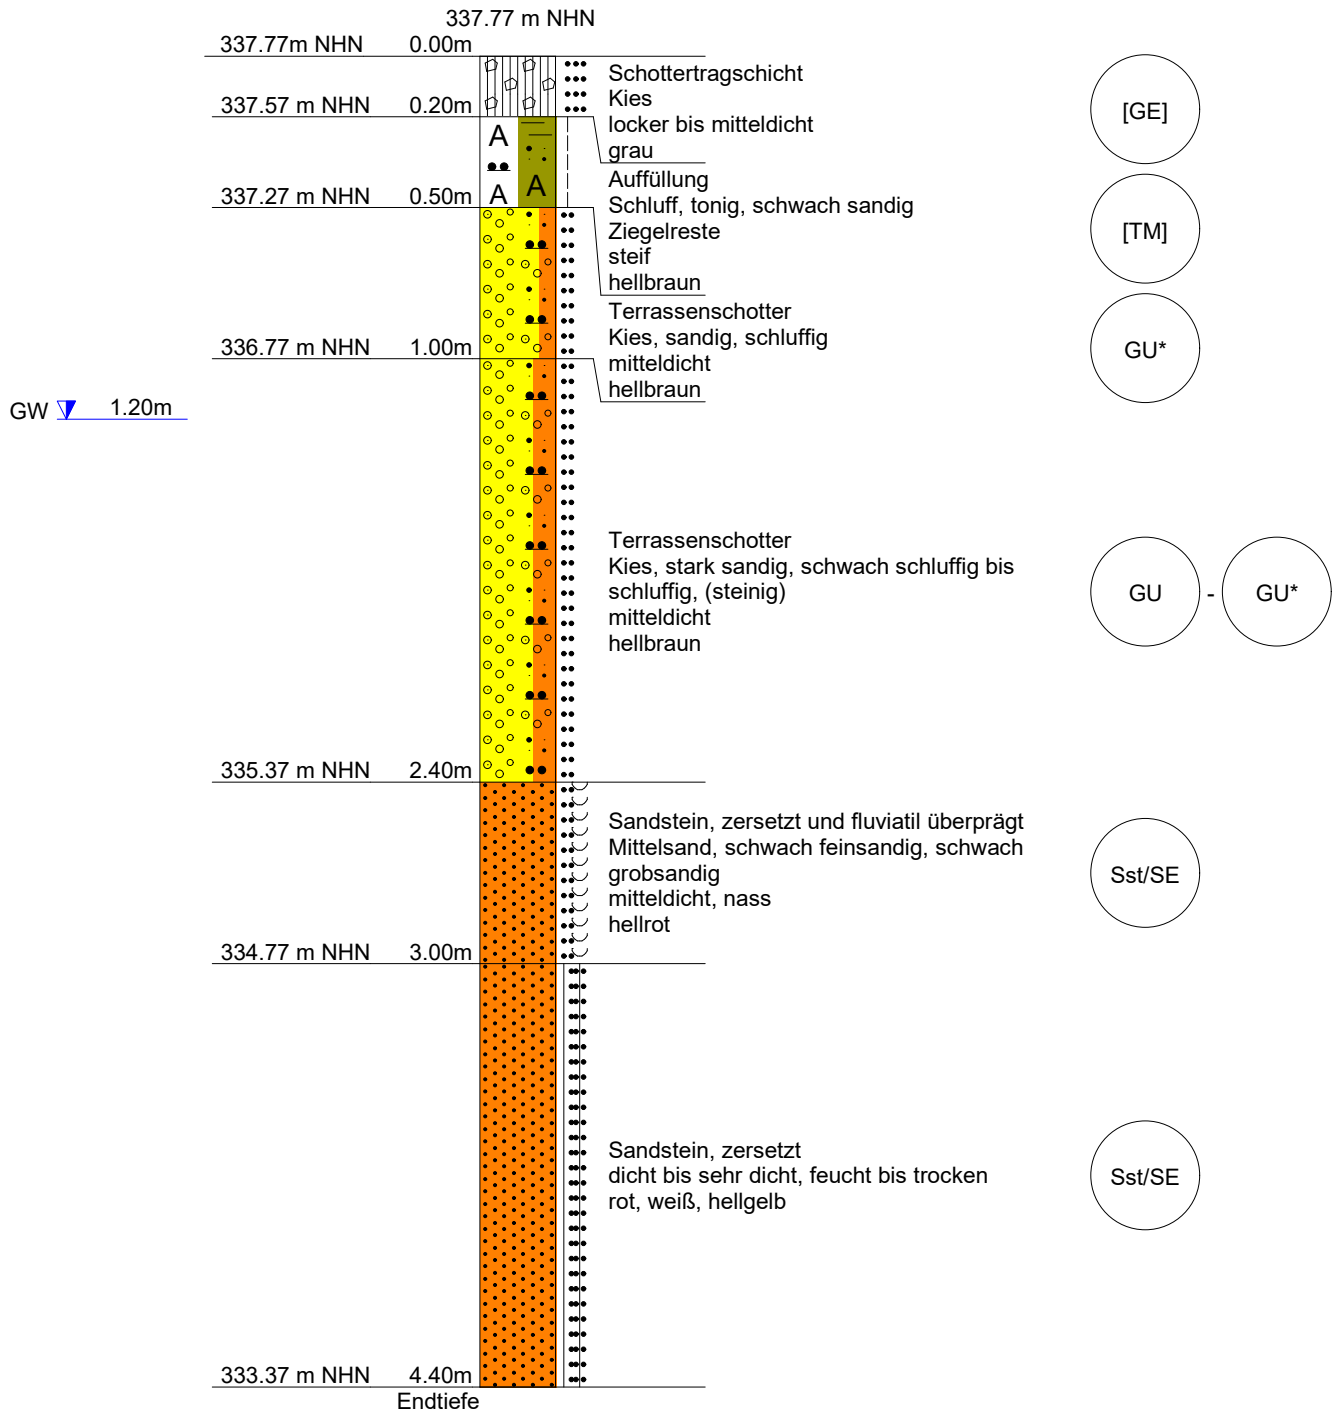 337.77 m NHN
337.77m NHN 0.00m
Schottertragschicht
Kies
locker bis mitteldicht
grau
[GE]
337.57 m NHN 0.20m
A
A
A
Auffüllung
Schluff, tonig, schwach sandig
Ziegelreste
steif
hellbraun
[TM]
337.27 m NHN 0.50m
Terrassenschotter
Kies, sandig, schluffig
mitteldicht
hellbraun
GU*
336.77 m NHN 1.00m
GW 1.20m
Terrassenschotter
Kies, stark sandig, schwach schluffig bis
schluffig, (steinig)
mitteldicht
hellbraun
GU - GU*
335.37 m NHN 2.40m
Sandstein, zersetzt und fluviatil überprägt
Mittelsand, schwach feinsandig, schwach
grobsandig
mitteldicht, nass
hellrot
Sst/SE
334.77 m NHN 3.00m
Sandstein, zersetzt
dicht bis sehr dicht, feucht bis trocken
rot, weiß, hellgelb
Sst/SE
333.37 m NHN 4.40m
Endtiefe